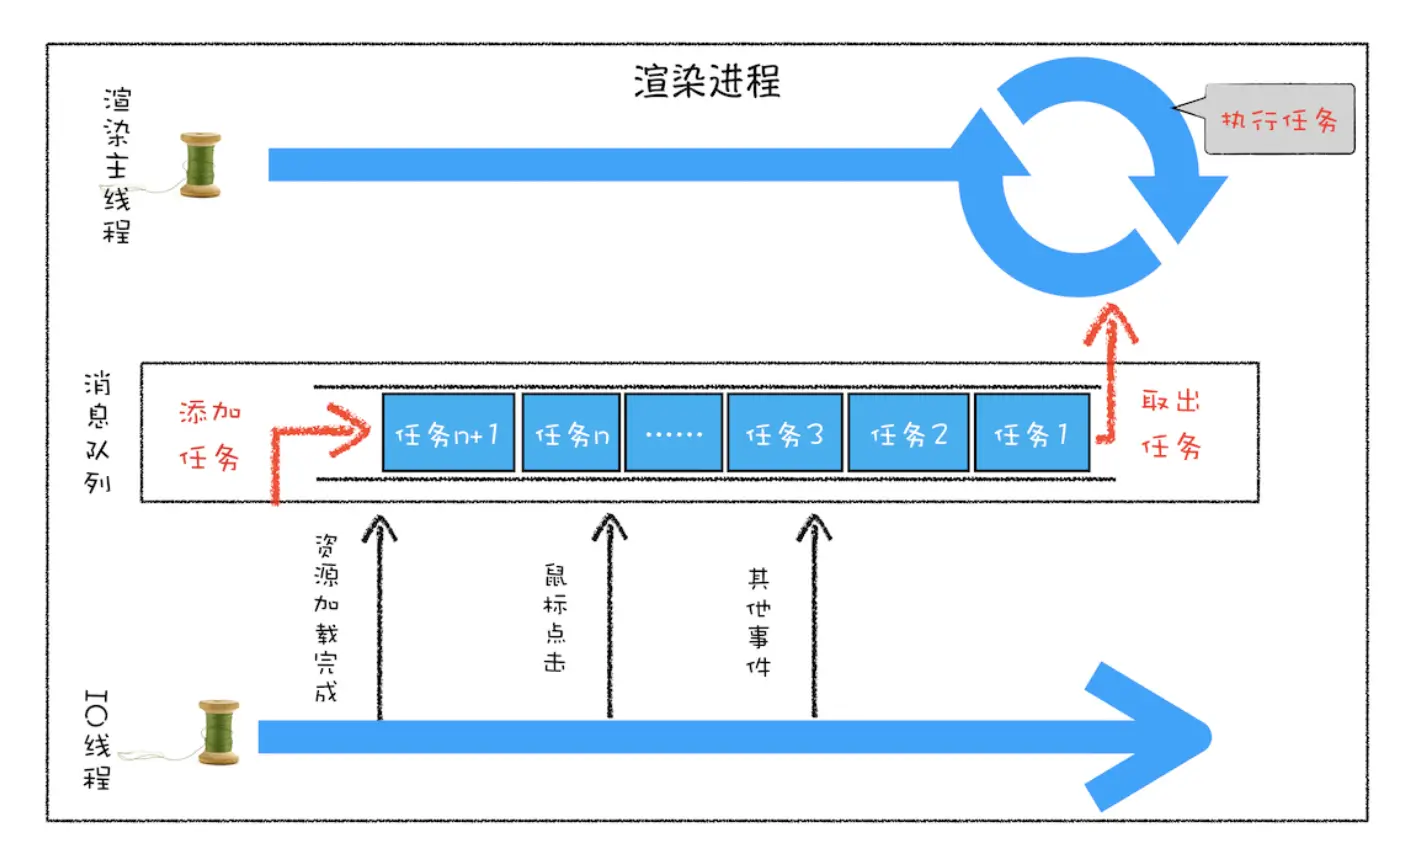 渲染进程
渲染主线程
执行任务
消息队列
添加
任务
任务n+1
任务n
……
任务3
任务2
任务1
取出
任务
资源加载完成
鼠标点击
其他事件
IO线程